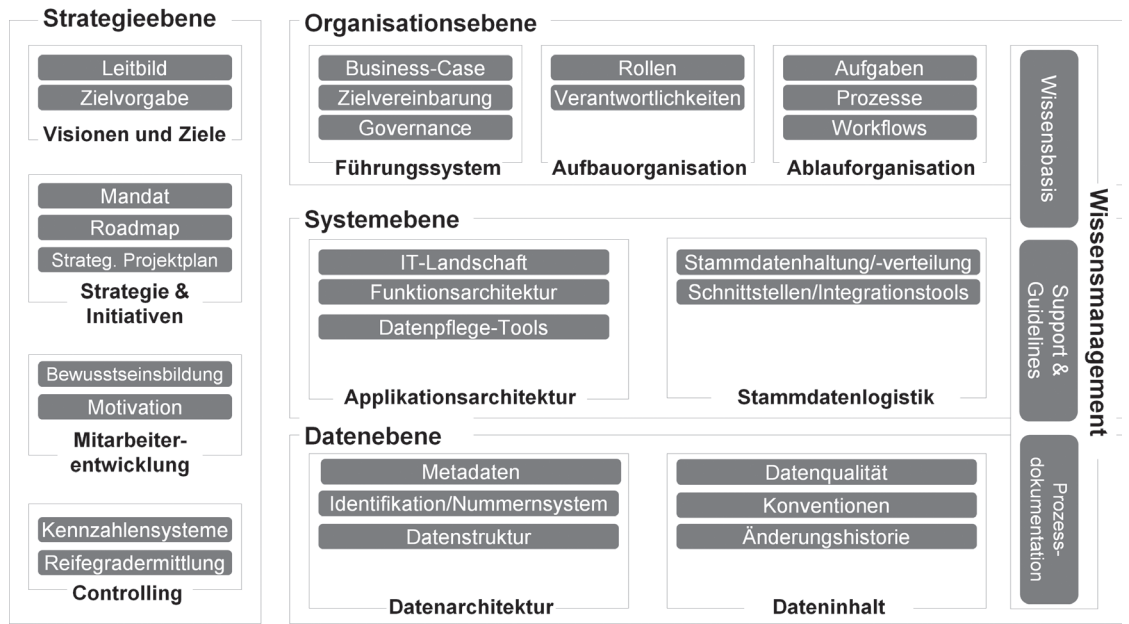 Strategieebene
Leitbild
Zielvorgabe
Visionen und Ziele
Mandat
Roadmap
Strateg. Projektplan
Strategie &
Initiativen
Bewusstseinsbildung
Motivation
Mitarbeiter-
entwicklung
Kennzahlensysteme
Reifegradermittlung
Controlling
Organisationsebene
Business-Case
Zielvereinbarung
Governance
Führungssystem
Rollen
Verantwortlichkeiten
Aufbauorganisation
Aufgaben
Prozesse
Workflows
Ablauforganisation
Systemebene
IT-Landschaft
Funktionsarchitektur
Datenpflege-Tools
Applikationsarchitektur
Stammdatenhaltung/-verteilung
Schnittstellen/Integrationstools
Stammdatenlogistik
Datenebene
Metadaten
Identifikation/Nummernsystem
Datenstruktur
Datenarchitektur
Datenqualität
Konventionen
Änderungshistorie
Dateninhalt
Wissensbasis
Support &
Guidelines
Prozess-
dokumentation
Wissensmanagement